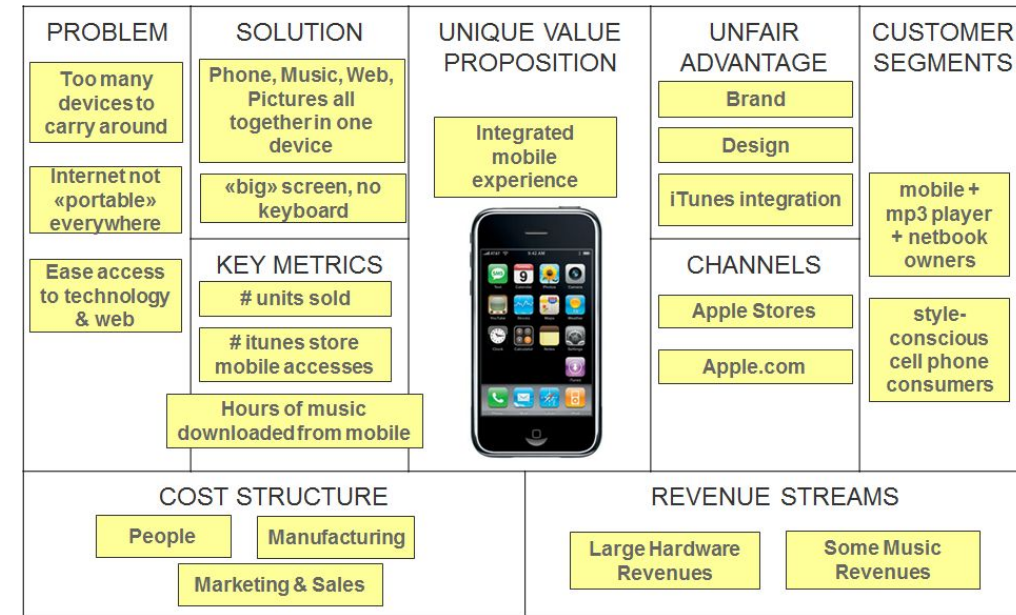 PROBLEM
Too many
devices to
carry around
Internet not
«portable»
everywhere
Ease access
to technology
& web
SOLUTION
Phone, Music, Web,
Pictures all
together in one
device
«big» screen, no
keyboard
KEY METRICS
# units sold
# itunes store
mobile accesses
Hours of music
downloaded from mobile
UNIQUE VALUE
PROPOSITION
Integrated
mobile
experience
9:42 AM
9
UNFAIR
ADVANTAGE
Brand
Design
iTunes integration
CHANNELS
Apple Stores
Apple.com
CUSTOMER
SEGMENTS
mobile +
mp3 player
+ netbook
owners
style-
conscious
cell phone
consumers
COST STRUCTURE
People
Manufacturing
Marketing & Sales
REVENUE STREAMS
Large Hardware
Revenues
Some Music
Revenues